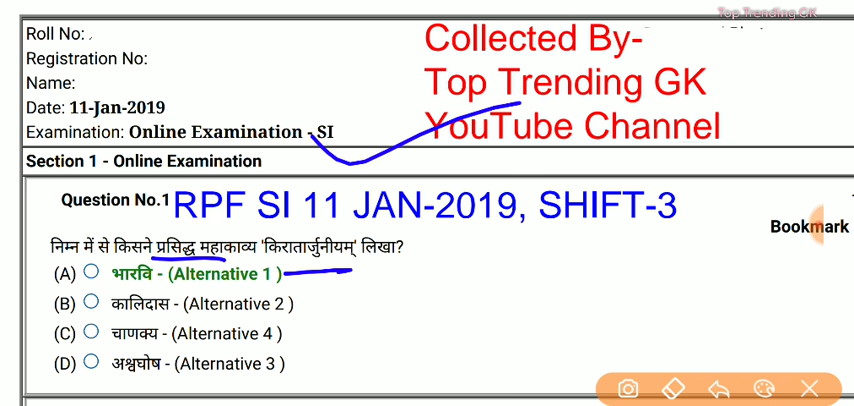 Top Trending GK
Roll No:
Registration No:
Name:
Date: 11-Jan-2019
Examination: Online Examination - SI
Collected By-
Top Trending GK
YouTube Channel
Section 1 - Online Examination
Question No.1 RPF SI 11 JAN-2019, SHIFT-3
Bookmark
निम्न में से किसने प्रसिद्ध महाकाव्य 'किरातार्जुनीयम्' लिखा?
(A) भारवि - (Alternative 1 )
(B) कालिदास - (Alternative 2 )
(C) चाणक्य - (Alternative 4 )
(D) अश्वघोष - (Alternative 3 )